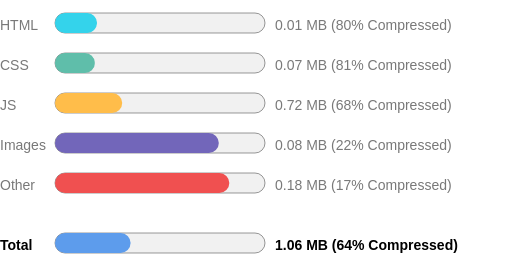 HTML 0.01 MB (80% Compressed)
CSS 0.07 MB (81% Compressed)
JS 0.72 MB (68% Compressed)
Images 0.08 MB (22% Compressed)
Other 0.18 MB (17% Compressed)
Total 1.06 MB (64% Compressed)